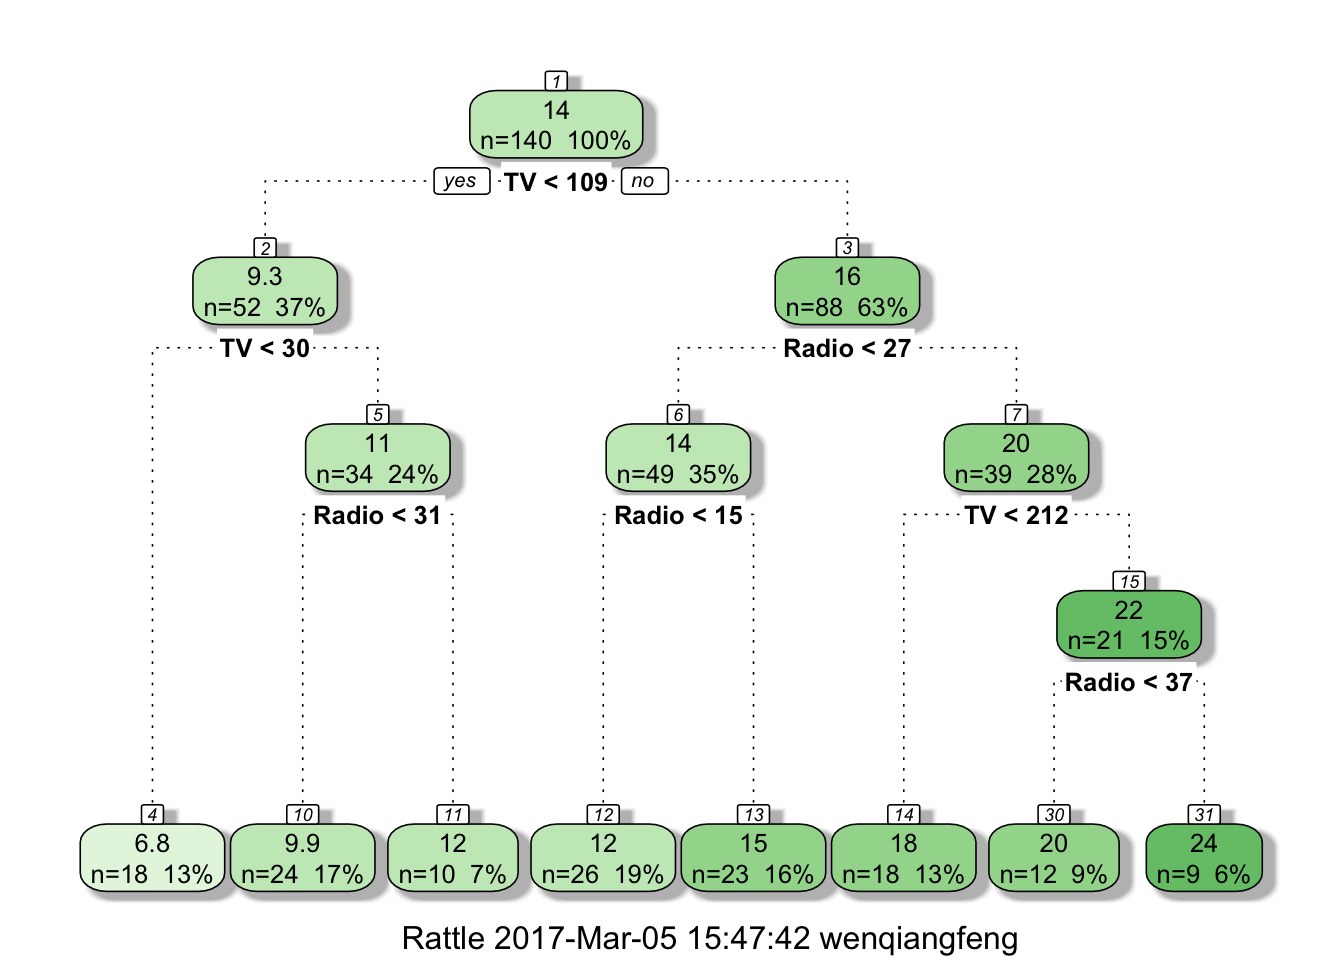 1
14
n=140 100%
yes TV < 109 no
2
9.3
n=52 37%
3
16
n=88 63%
TV < 30
Radio < 27
5
11
n=34 24%
6
14
n=49 35%
7
20
n=39 28%
Radio < 31
Radio < 15
TV < 212
15
22
n=21 15%
Radio < 37
4
6.8
n=18 13%
10
9.9
n=24 17%
11
12
n=10 7%
12
12
n=26 19%
13
15
n=23 16%
14
18
n=18 13%
30
20
n=12 9%
31
24
n=9 6%
Rattle 2017-Mar-05 15:47:42 wenqiangfeng